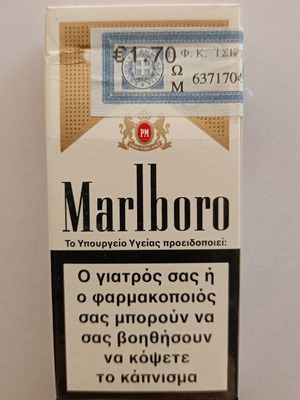 €1.70 Φ. Κ. ΤΣΙ
Ω
Μ 6371704
PM
Marlboro
Το Υπουργείο Υγείας προειδοποιεί:
Ο γιατρός σας ή
ο φαρμακοποιός
σας μπορούν να
σας βοηθήσουν
να κόψετε
το κάπνισμα